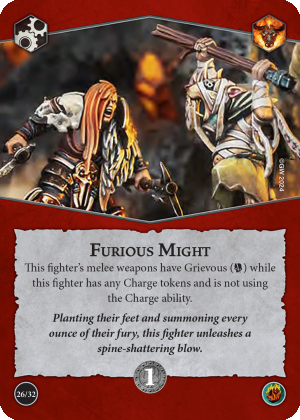 ©GW 2024
FURIOUS MIGHT
This fighter's melee weapons have Grievous () while
this fighter has any Charge tokens and is not using
the Charge ability.
Planting their feet and summoning every
ounce of their fury, this fighter unleashes a
spine-shattering blow.
26/32
1